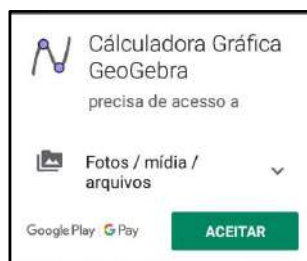 Cálculadora Gráfica
GeoGebra
precisa de acesso a
Fotos / mídia /
arquivos
Google Play G Pay
ACEITAR